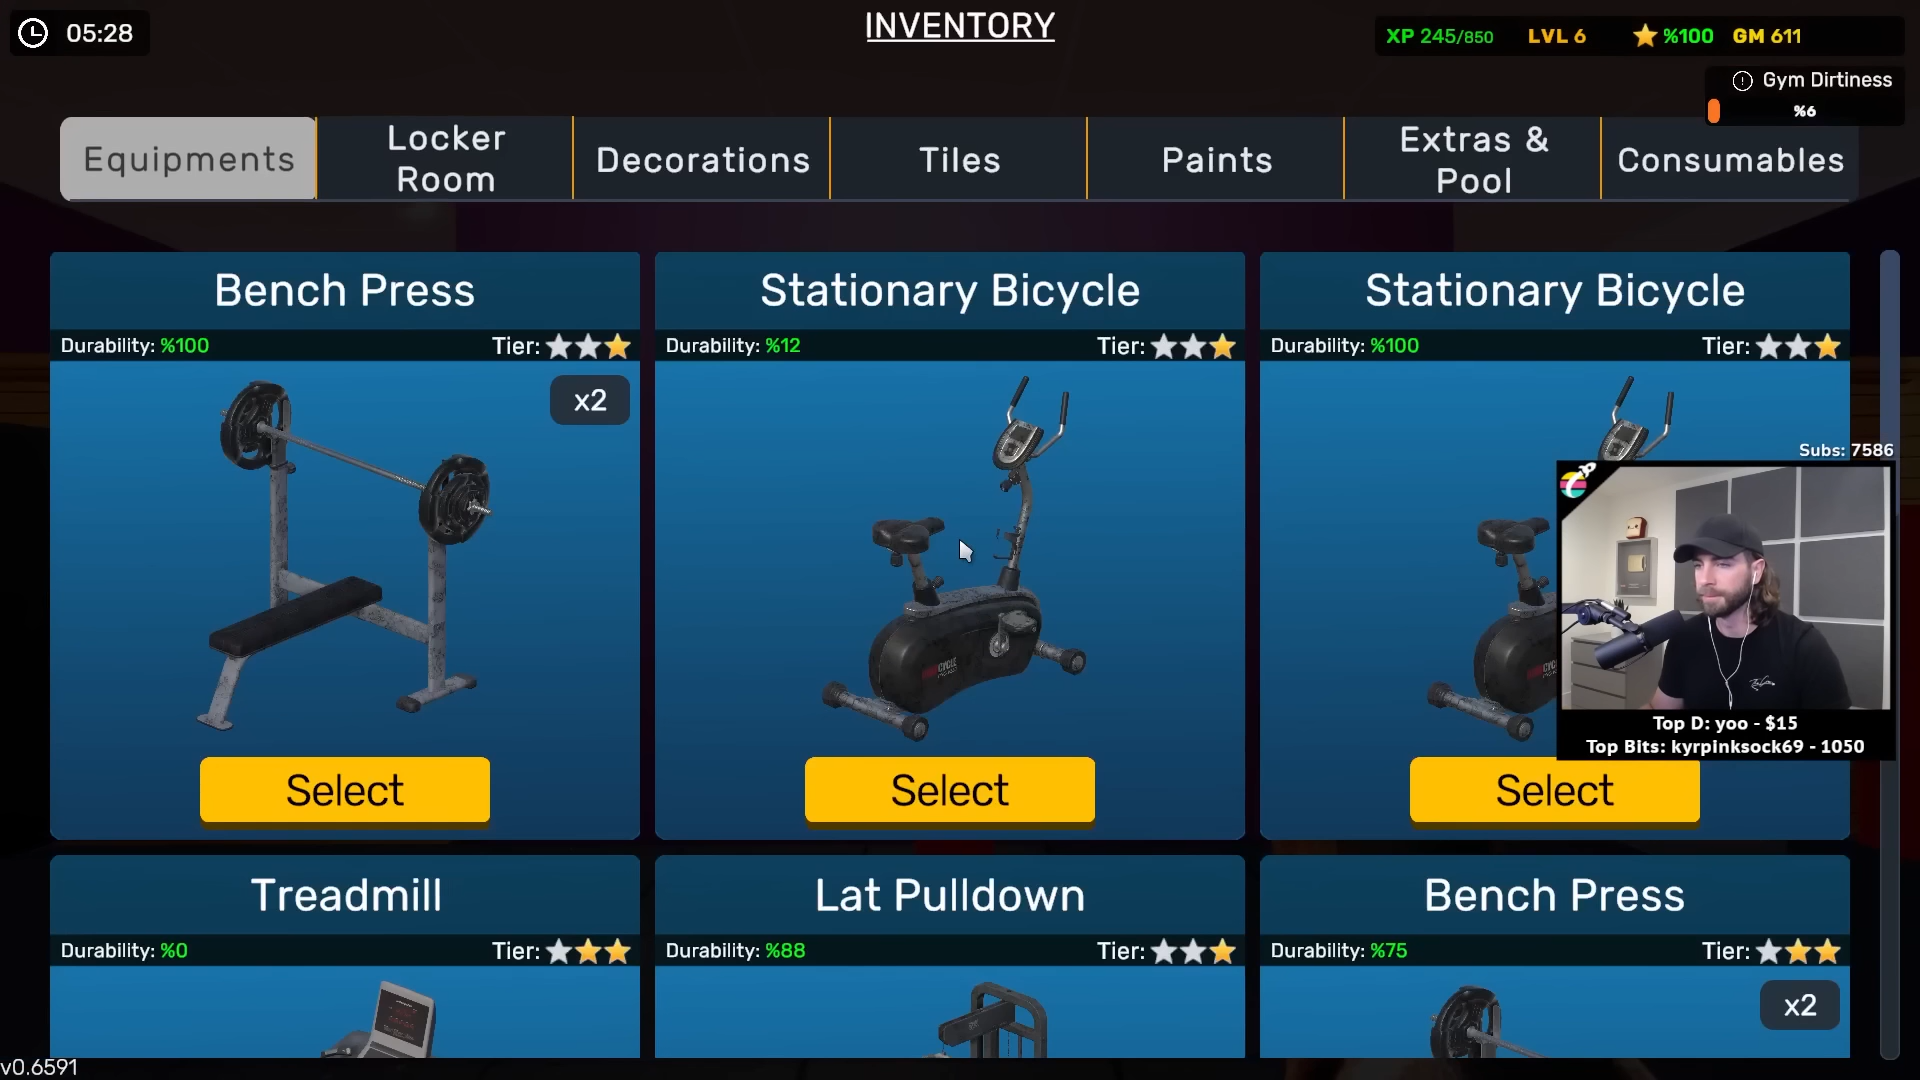 05:28
INVENTORY
XP 245/850 LVL 6 %100 GM 611
Gym Dirtiness
%6
Equipments
Locker
Room
Decorations
Tiles
Paints
Extras &
Pool
Consumables
Bench Press
Durability: %100 Tier:
x2
Select
Stationary Bicycle
Durability: %12 Tier:
Select
Stationary Bicycle
Durability: %100 Tier:
Select
Subs: 7586
Top D: yoo - $15
Top Bits: kyrpinksock69 - 1050
Treadmill
Durability: %0 Tier:
Lat Pulldown
Durability: %88 Tier:
Bench Press
Durability: %75 Tier:
x2
v0.6591